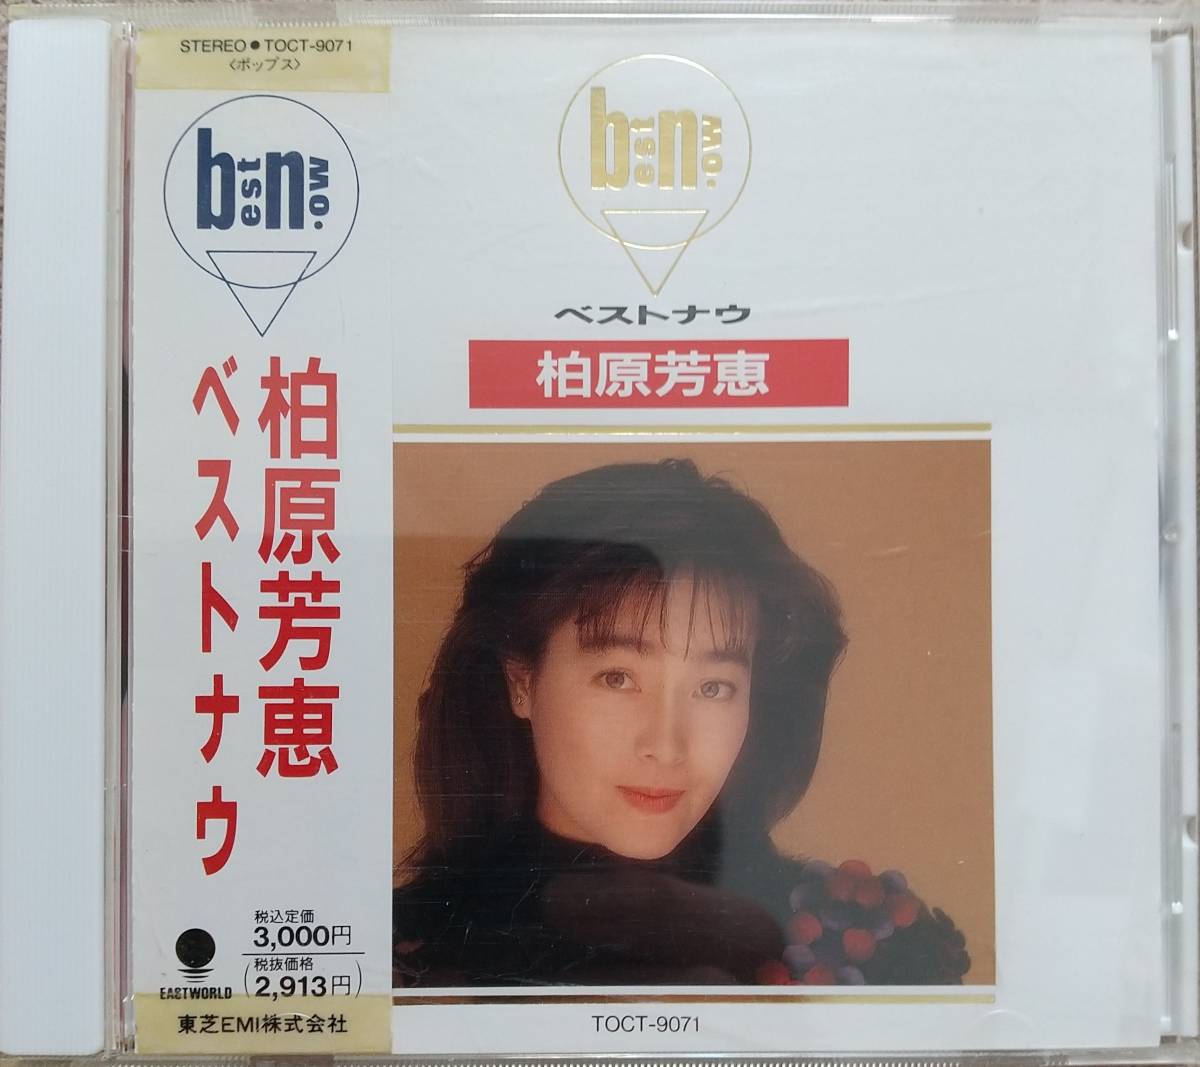 STEREO●TOCT-9071
〈ポップス〉
best now.
柏原芳恵
ベストナウ
税込定価
3,000円
税抜価格
(2,913円)
EASTWORLD
東芝EMI株式会社
best now.
ベストナウ
柏原芳恵
TOCT-9071